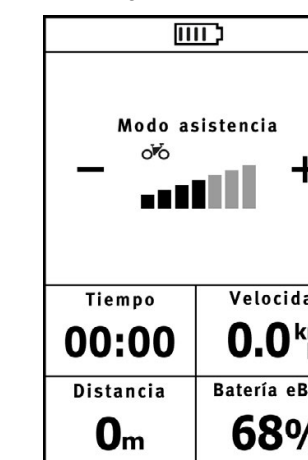 Modo asistencia
− +
Tiempo Velocida
00:00 0.0 k
Distancia Batería eB
0m 68%